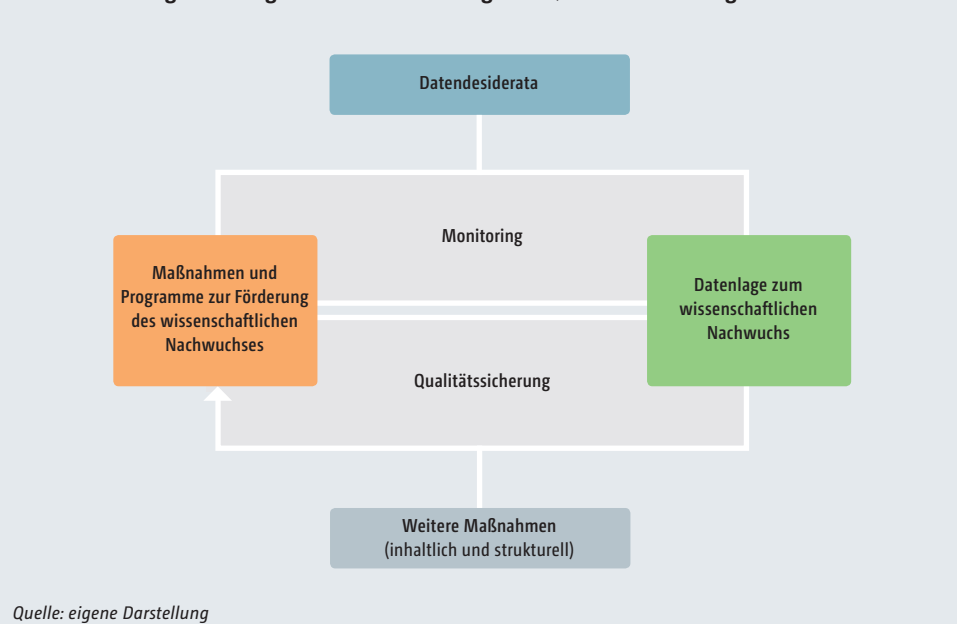 Datendesiderata
Monitoring
Maßnahmen und
Programme zur Förderung
des wissenschaftlichen
Nachwuchses
Datenlage zum
wissenschaftlichen
Nachwuchs
Qualitätssicherung
Weitere Maßnahmen
(inhaltlich und strukturell)
Quelle: eigene Darstellung